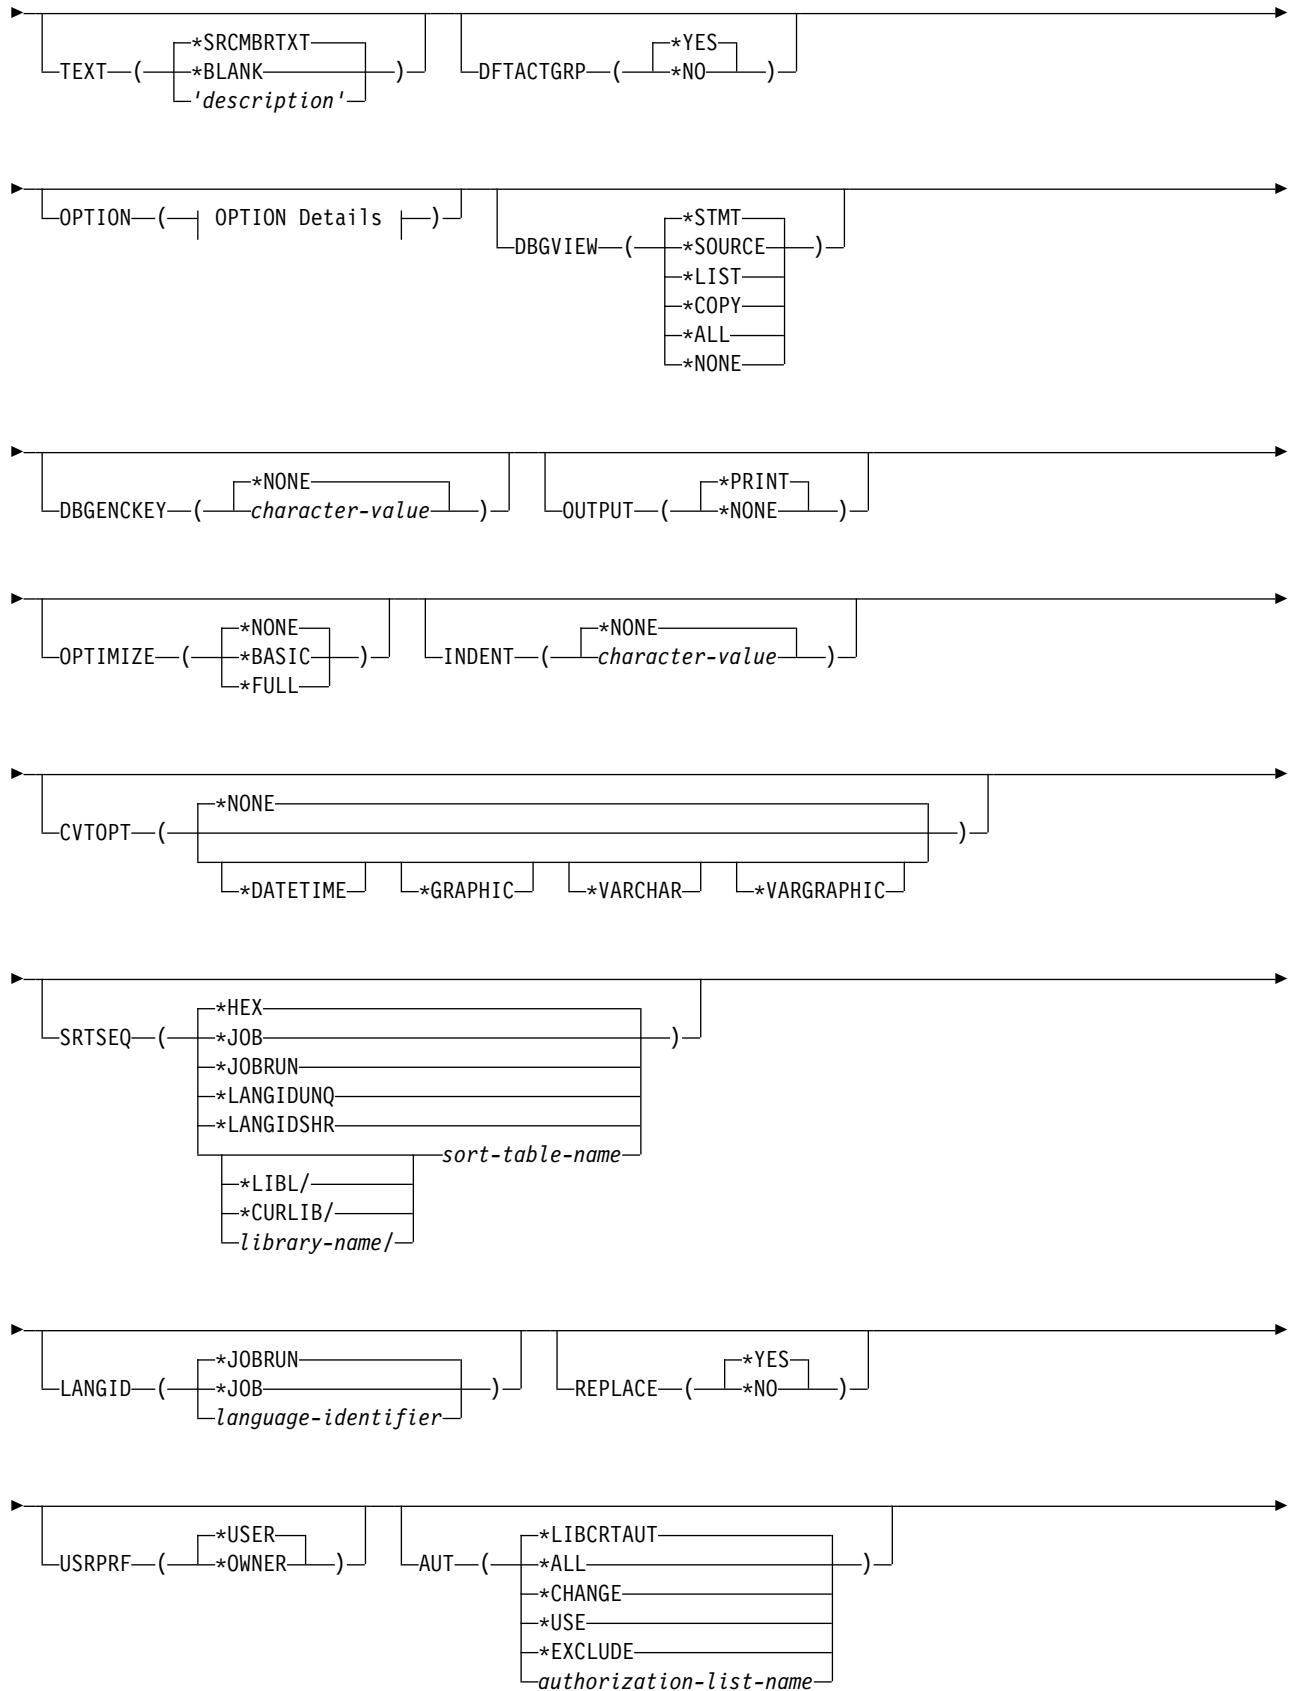 *SRCMBRTXT *YES
TEXT ( *BLANK ) DFTACTGRP ( *NO )
'description'
OPTION ( OPTION Details ) *STMT
DBGVIEW ( *SOURCE )
*LIST
*COPY
*ALL
*NONE
*NONE *PRINT
DBGENCKEY ( character-value ) OUTPUT ( *NONE )
*NONE *NONE
OPTIMIZE ( *BASIC ) INDENT ( character-value )
*FULL
*NONE
CVTOPT ( )
*DATETIME *GRAPHIC *VARCHAR *VARGRAPHIC
*HEX
SRTSEQ ( *JOB )
*JOBRUN
*LANGIDUNQ
*LANGIDSHR
sort-table-name
*LIBL/
*CURLIB/
library-name/
*JOBRUN *YES
LANGID ( *JOB ) REPLACE ( *NO )
language-identifier
*USER *LIBCRTAUT
USRPRF ( *OWNER ) AUT ( *ALL )
*CHANGE
*USE
*EXCLUDE
authorization-list-name